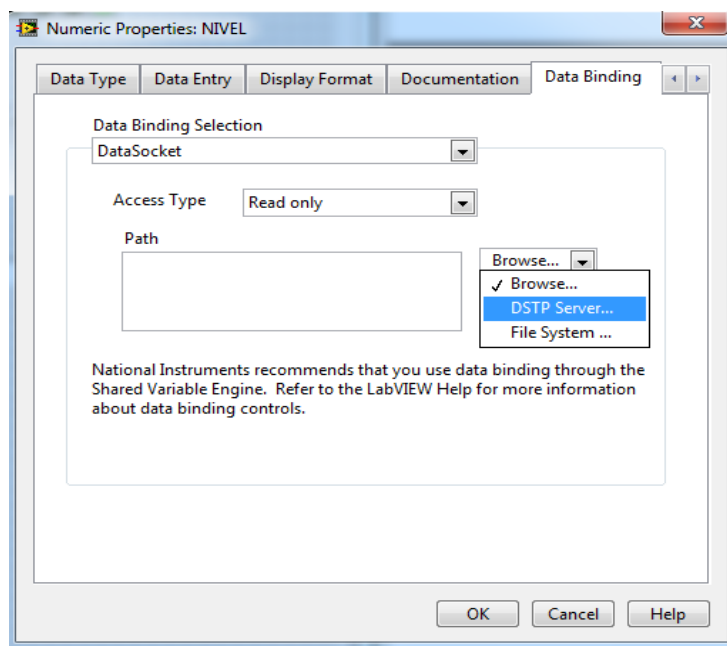 Numeric Properties: NIVEL
Data Type Data Entry Display Format Documentation Data Binding
Data Binding Selection
DataSocket
Access Type Read only
Path
Browse...
✓ Browse...
DSTP Server...
File System ...
National Instruments recommends that you use data binding through the
Shared Variable Engine. Refer to the LabVIEW Help for more information
about data binding controls.
OK Cancel Help